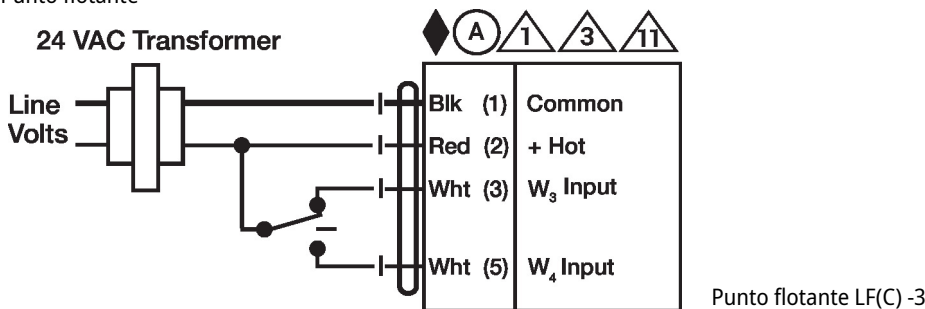 Punto flotante
24 VAC Transformer
A 1 3 11
Line Volts
Blk (1) Common
Red (2) + Hot
Wht (3) W3 Input
Wht (5) W4 Input
Punto flotante LF(C) -3